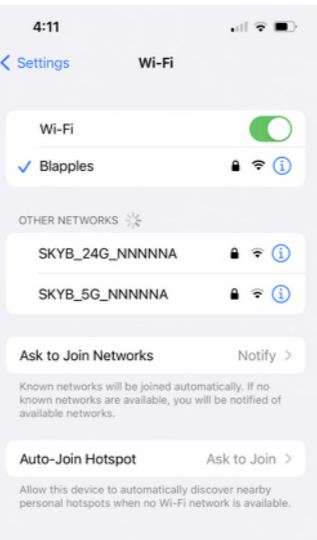 4:11
Settings
Wi-Fi
Wi-Fi
Blapples
OTHER NETWORKS
SKYB_24G_NNNNNA
SKYB_5G_NNNNNA
Ask to Join Networks Notify
Known networks will be joined automatically. If no
known networks are available, you will be notified of
available networks.
Auto-Join Hotspot Ask to Join
Allow this device to automatically discover nearby
personal hotspots when no Wi-Fi network is available.